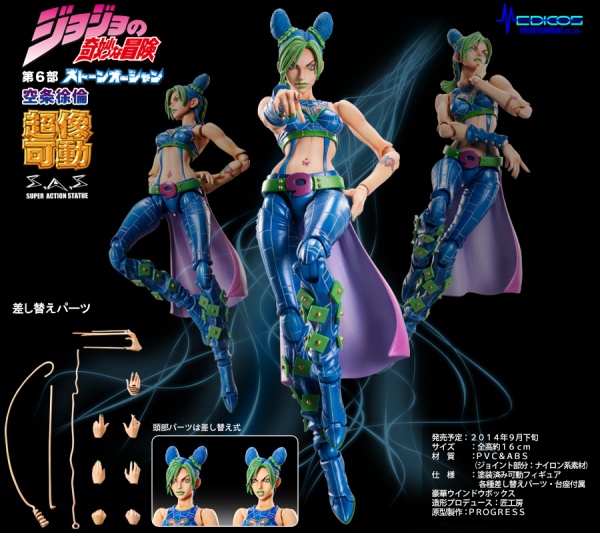 ジョジョの
奇妙な冒険
第6部 ストーンオーシャン
空条徐倫
超像
可動
S.A.S
SUPER ACTION STATUE
MEDICOS
ENTERTAINMENT co.,Ltd
差し替えパーツ
頭部パーツは差し替え式
9
発売予定：２０１４年９月下旬
サイズ ：全高約１６ｃｍ
材 質 ：ＰＶＣ＆ＡＢＳ
（ジョイント部分：ナイロン系素材）
仕 様 ：塗装済み可動フィギュア
各種差し替えパーツ・台座付属
豪華ウインドウボックス
造形プロデュース：匠工房
原型製作：ＰＲＯＧＲＥＳＳ